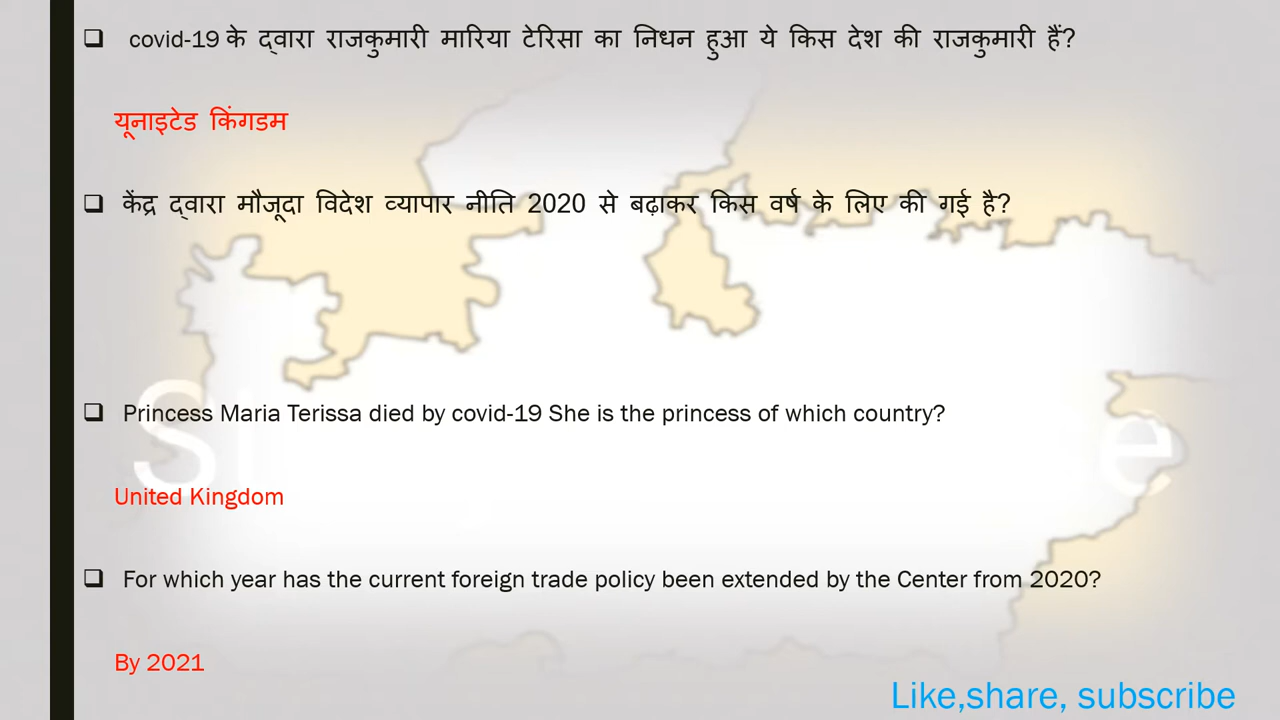 ❑ covid-19 के द्वारा राजकुमारी मारिया टेरिसा का निधन हुआ ये किस देश की राजकुमारी हैं?
यूनाइटेड किंगडम
❑ केंद्र द्वारा मौजूदा विदेश व्यापार नीति 2020 से बढ़ाकर किस वर्ष के लिए की गई है?
❑ Princess Maria Terissa died by covid-19 She is the princess of which country?
United Kingdom
❑ For which year has the current foreign trade policy been extended by the Center from 2020?
By 2021
Like,share, subscribe